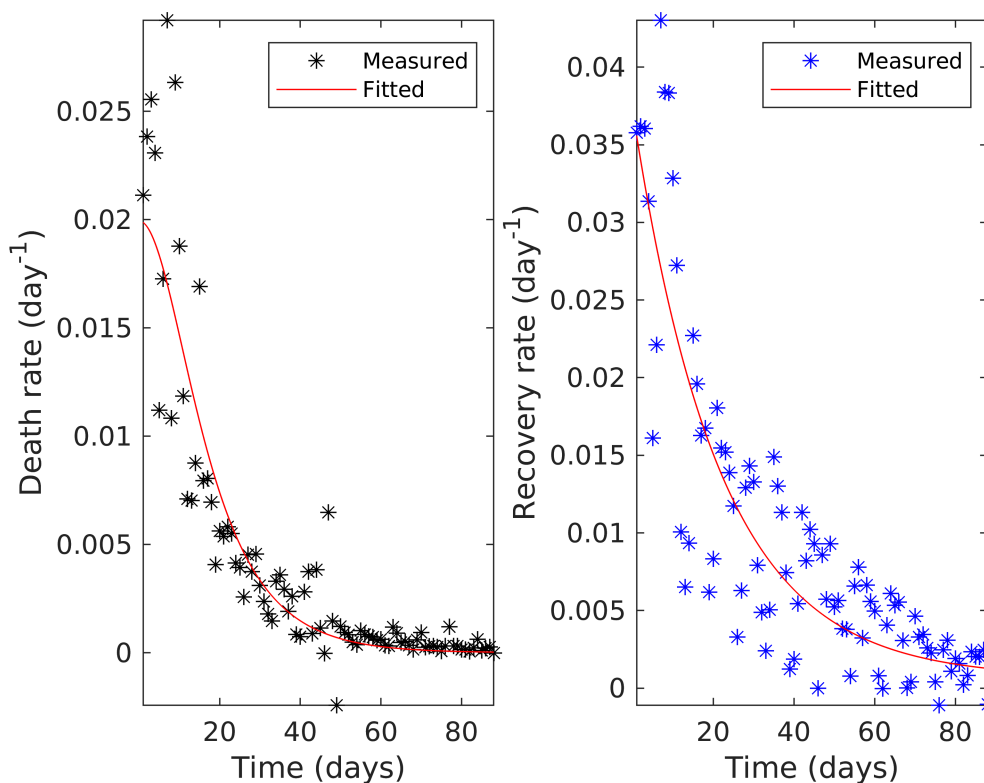 Measured
Fitted
0.025
0.02
0.015
0.01
0.005
0
20
40
60
80
Death rate (day-1)
Time (days)
Measured
Fitted
0.04
0.035
0.03
0.025
0.02
0.015
0.01
0.005
0
20
40
60
80
Recovery rate (day-1)
Time (days)